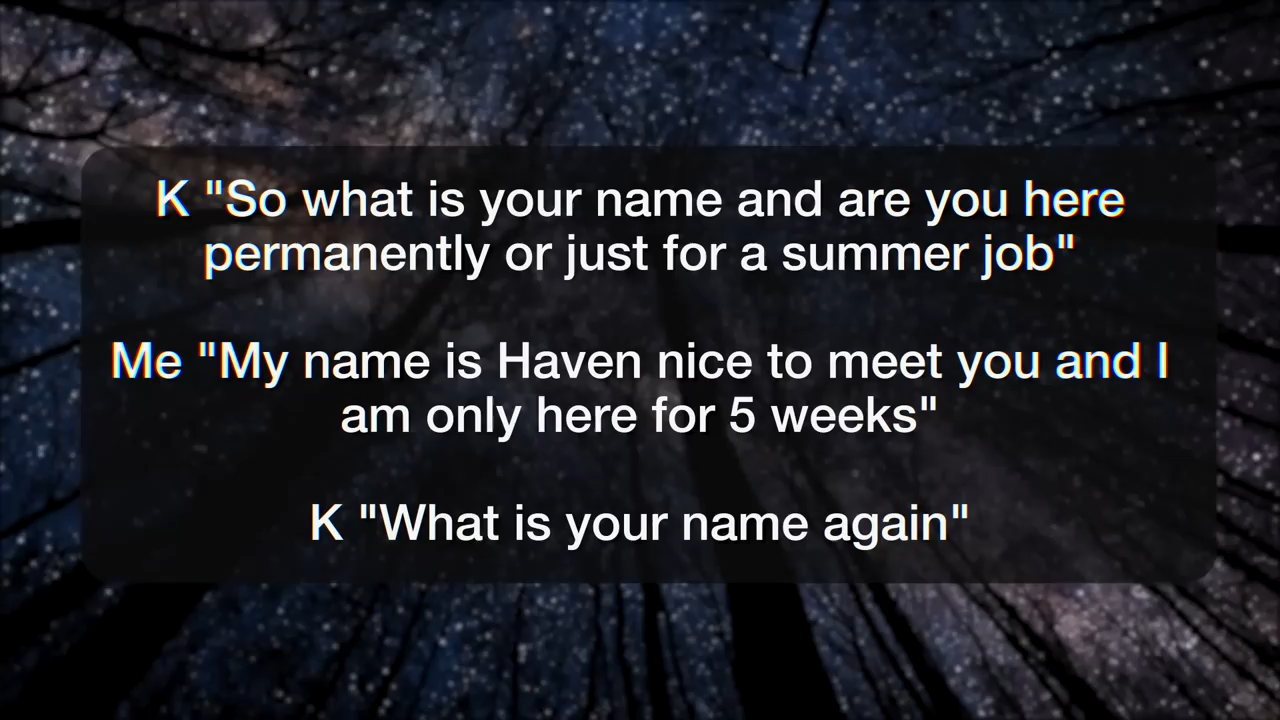 K "So what is your name and are you here
permanently or just for a summer job"
Me "My name is Haven nice to meet you and I
am only here for 5 weeks"
K "What is your name again"